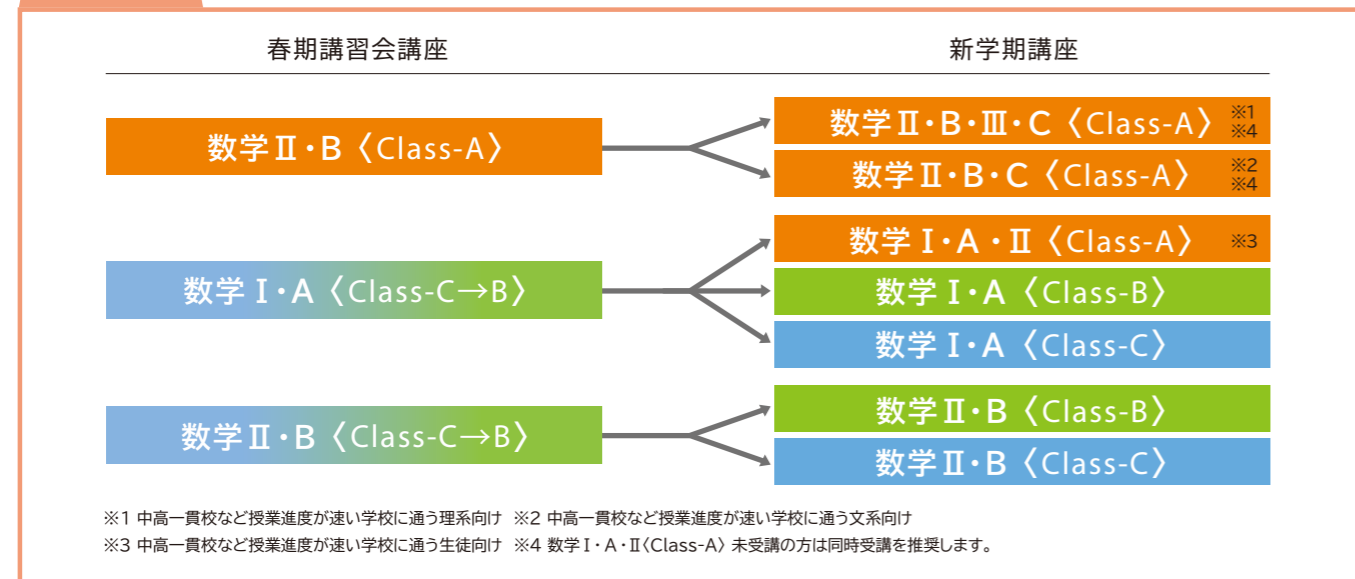 春期講習会講座
新学期講座
数学Ⅱ・B〈Class-A〉
数学Ⅱ・B・Ⅲ・C〈Class-A〉 ※1 ※4
数学Ⅱ・B・C〈Class-A〉 ※2 ※4
数学Ⅰ・A〈Class-C→B〉
数学Ⅰ・A・Ⅱ〈Class-A〉 ※3
数学Ⅰ・A〈Class-B〉
数学Ⅰ・A〈Class-C〉
数学Ⅱ・B〈Class-C→B〉
数学Ⅱ・B〈Class-B〉
数学Ⅱ・B〈Class-C〉
※1 中高一貫校など授業進度が速い学校に通う理系向け ※2 中高一貫校など授業進度が速い学校に通う文系向け
※3 中高一貫校など授業進度が速い学校に通う生徒向け ※4 数学Ⅰ・A・Ⅱ〈Class-A〉未受講の方は同時受講を推奨します。